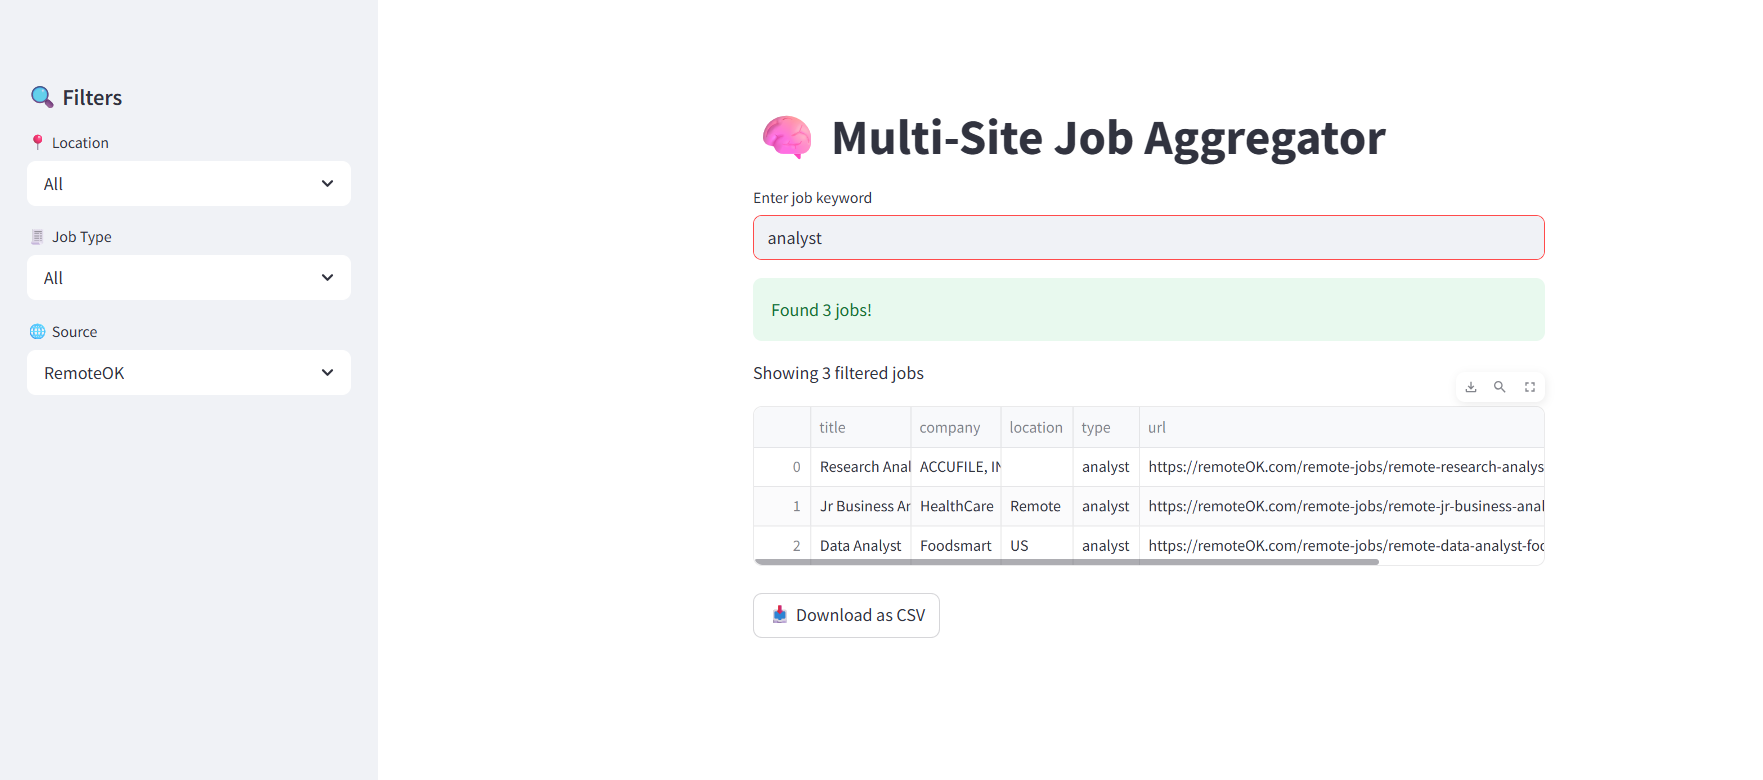 Filters
Location
All
Job Type
All
Source
RemoteOK
Multi-Site Job Aggregator
Enter job keyword
analyst
Found 3 jobs!
Showing 3 filtered jobs
title company location type url
0 Research Anal ACCUFILE, IN analyst https://remoteOK.com/remote-jobs/remote-research-analys
1 Jr Business An HealthCare Remote analyst https://remoteOK.com/remote-jobs/remote-jr-business-anal
2 Data Analyst Foodsmart US analyst https://remoteOK.com/remote-jobs/remote-data-analyst-foo
Download as CSV